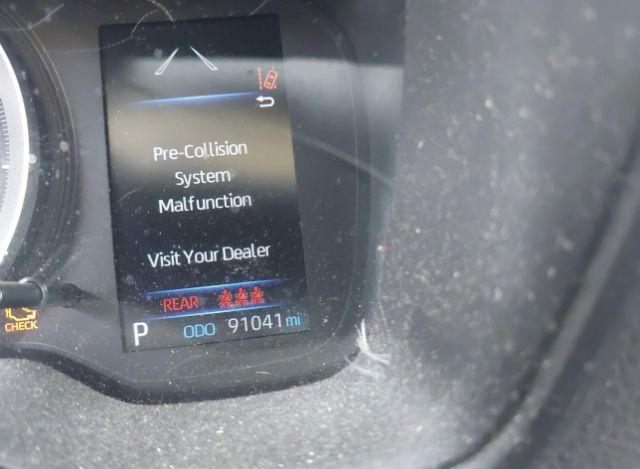 Pre-Collision
System
Malfunction
Visit Your Dealer
REAR
CHECK
P ODO 91041 mi